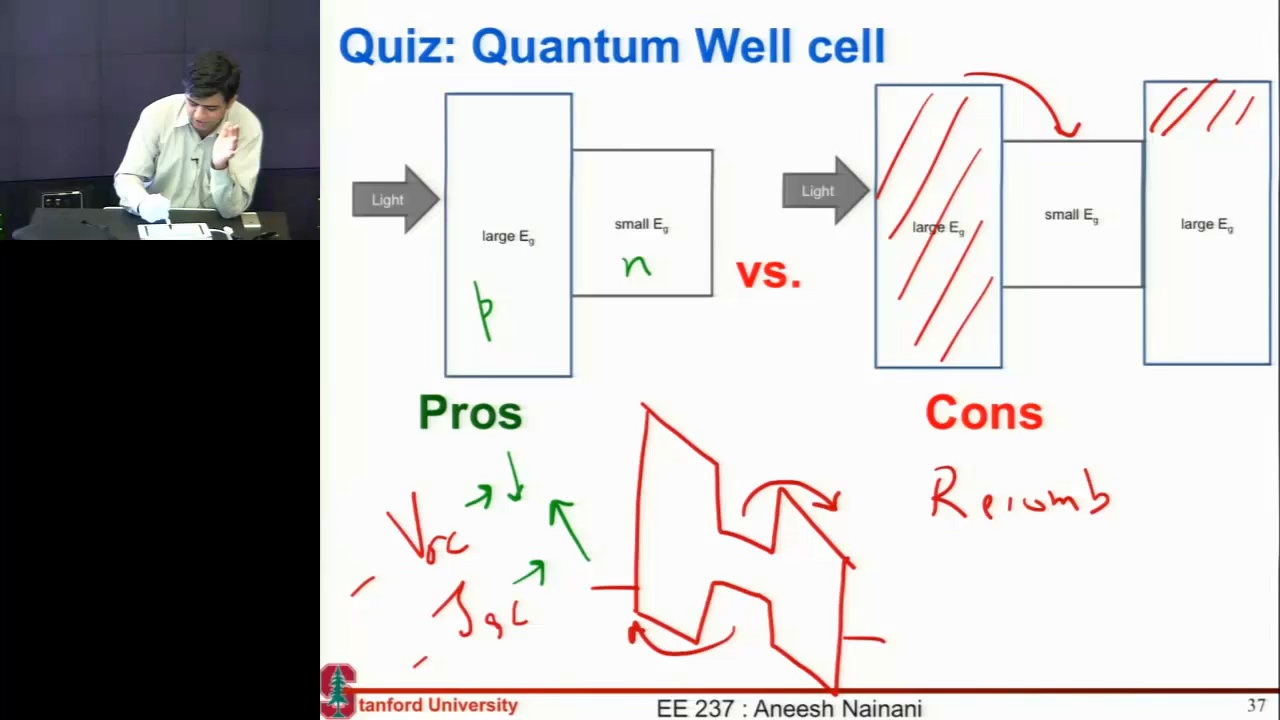 Quiz: Quantum Well cell
Light
large Eg
small Eg
n
p
vs.
Light
large Eg
small Eg
large Eg
Pros
Cons
Voc
Jsc
Recomb
Stanford University
EE 237 : Aneesh Nainani
37